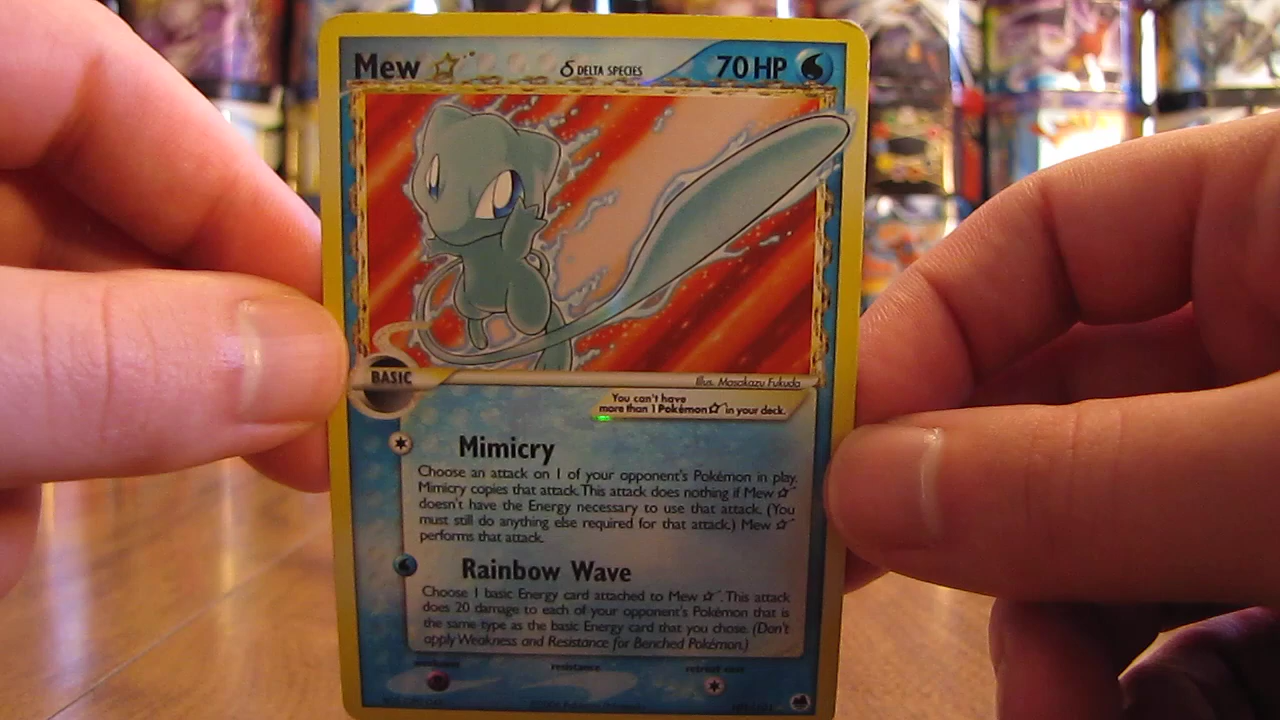 Mew ☆ δ DELTA SPECIES 70 HP
BASIC
Illus. Masakazu Fukuda
You can't have
more than 1 Pokémon ☆ in your deck.
Mimicry
Choose an attack on 1 of your opponent's Pokémon in play.
Mimicry copies that attack. This attack does nothing if Mew ☆
doesn't have the Energy necessary to use that attack. (You
must still do anything else required for that attack.) Mew ☆
performs that attack.
Rainbow Wave
Choose 1 basic Energy card attached to Mew ☆. This attack
does 20 damage to each of your opponent's Pokémon that is
the same type as the basic Energy card that you chose. (Don't
apply Weakness and Resistance for Benched Pokémon.)
weakness resistance retreat cost